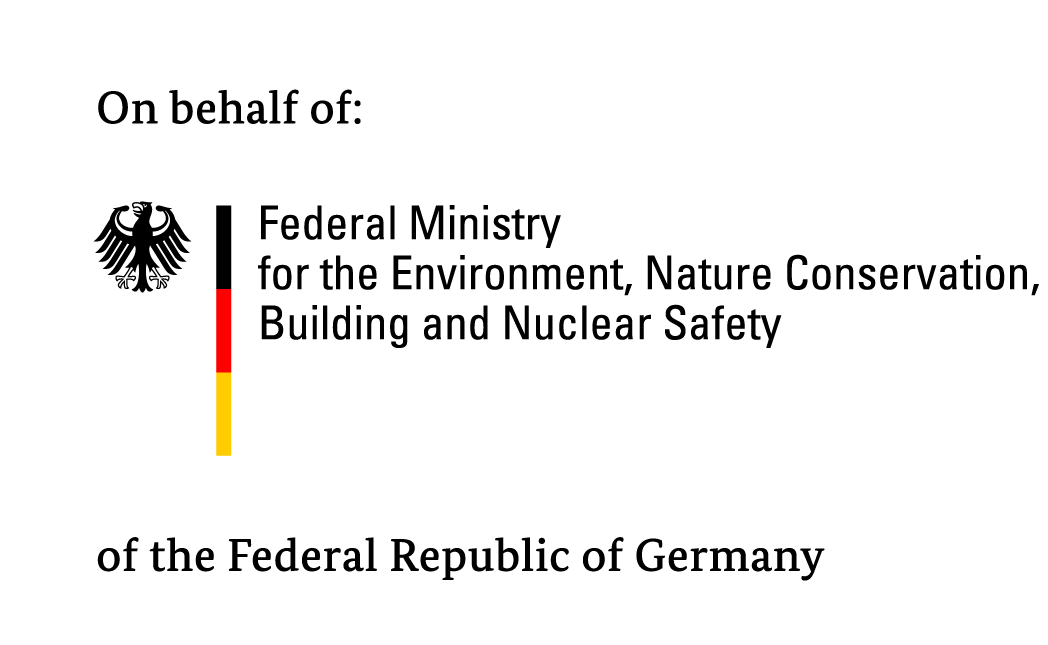 On behalf of:
Federal Ministry
for the Environment, Nature Conservation,
Building and Nuclear Safety
of the Federal Republic of Germany